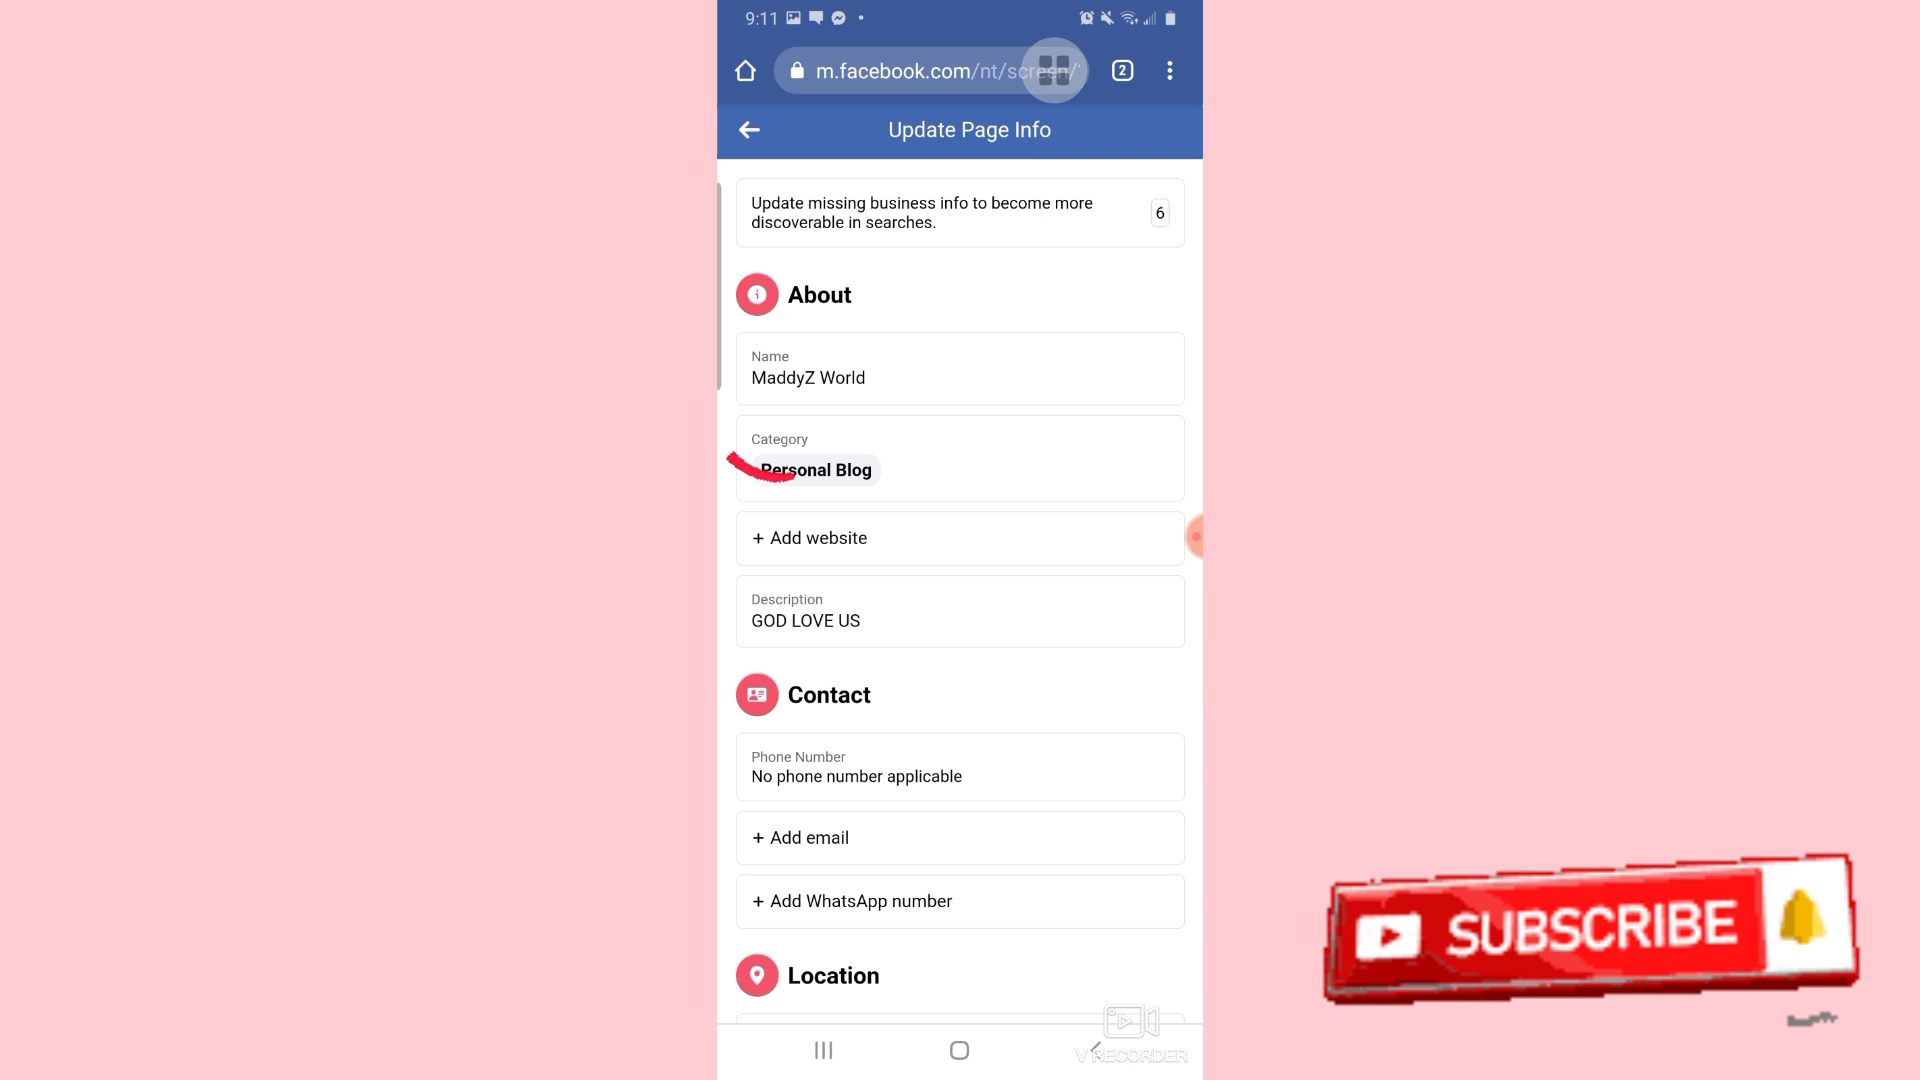 9:11
m.facebook.com/nt/screen/
2
Update Page Info
Update missing business info to become more
discoverable in searches.
6
About
Name
MaddyZ World
Category
Personal Blog
+ Add website
Description
GOD LOVE US
Contact
Phone Number
No phone number applicable
+ Add email
+ Add WhatsApp number
Location
V RECORDER
SUBSCRIBE